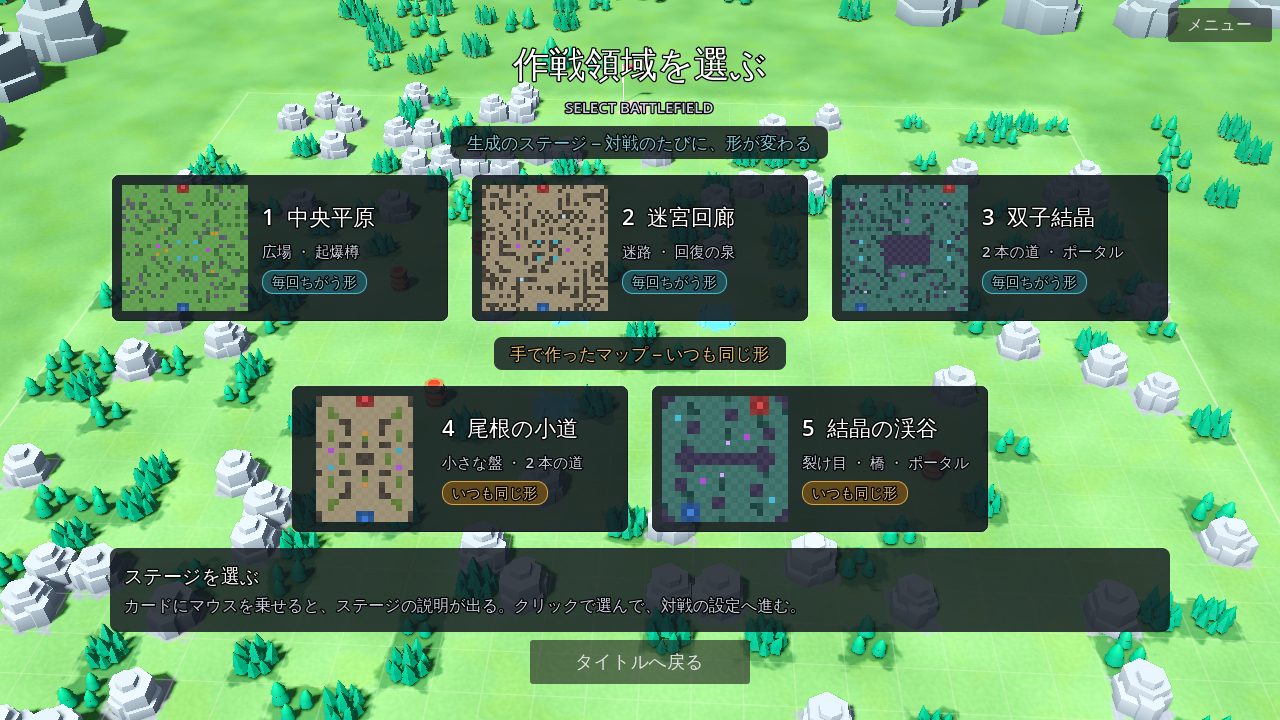 メニュー
作戦領域を選ぶ
SELECT BATTLEFIELD
生成のステージ – 対戦のたびに、形が変わる
1 中央平原
広場 ・ 起爆樽
毎回ちがう形
2 迷宮回廊
迷路 ・ 回復の泉
毎回ちがう形
3 双子結晶
2 本の道 ・ ポータル
毎回ちがう形
手で作ったマップ – いつも同じ形
4 尾根の小道
小さな盤 ・ 2 本の道
いつも同じ形
5 結晶の渓谷
裂け目 ・ 橋 ・ ポータル
いつも同じ形
ステージを選ぶ
カードにマウスを乗せると、ステージの説明が出る。クリックで選んで、対戦の設定へ進む。
タイトルへ戻る